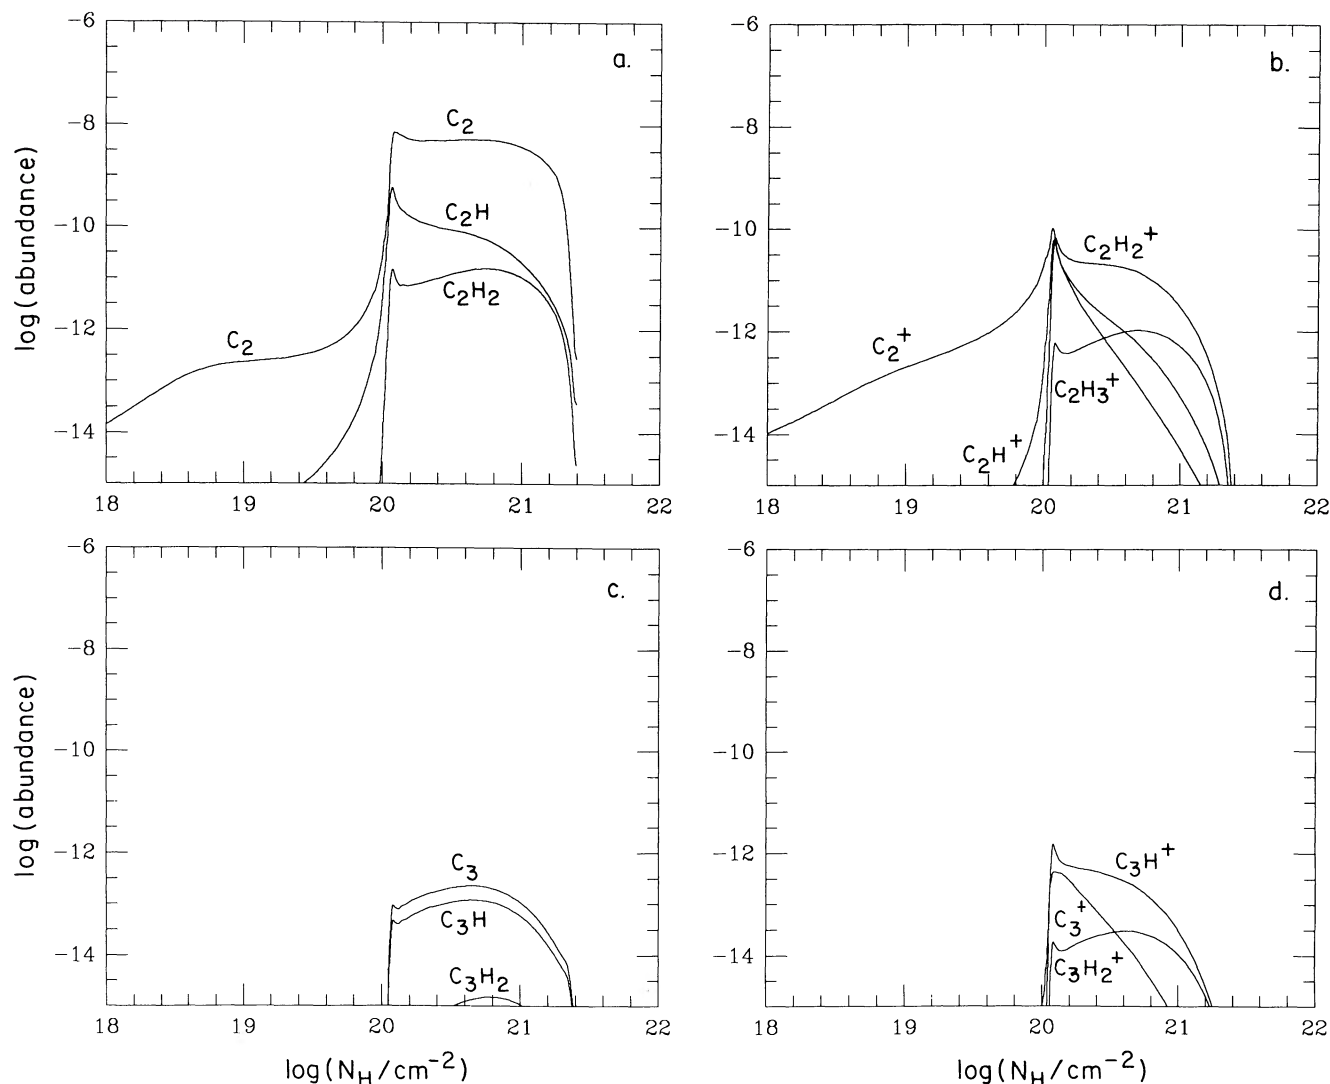 −6
−8
−10
−12
−14
18
19
20
21
22
log(abundance)
a.
C₂
C₂H
C₂H₂
C₂
−6
−8
−10
−12
−14
18
19
20
21
22
b.
C₂H₂⁺
C₂⁺
C₂H₃⁺
C₂H⁺
−6
−8
−10
−12
−14
18
19
20
21
22
log(abundance)
log(N_H/cm⁻²)
c.
C₃
C₃H
C₃H₂
−6
−8
−10
−12
−14
18
19
20
21
22
log(N_H/cm⁻²)
d.
C₃H⁺
C₃⁺
C₃H₂⁺